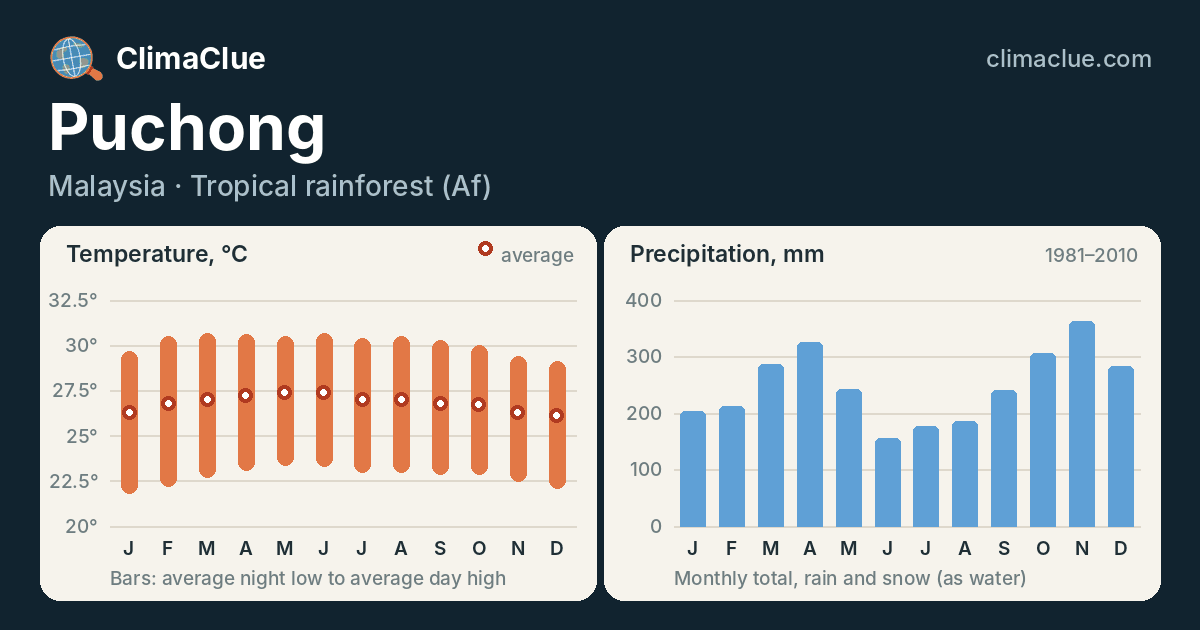 ClimaClue
climaclue.com
Puchong
Malaysia · Tropical rainforest (Af)
Temperature, °C
average
32.5°
30°
27.5°
25°
22.5°
20°
J F M A M J J A S O N D
Bars: average night low to average day high
Precipitation, mm
1981–2010
400
300
200
100
0
J F M A M J J A S O N D
Monthly total, rain and snow (as water)